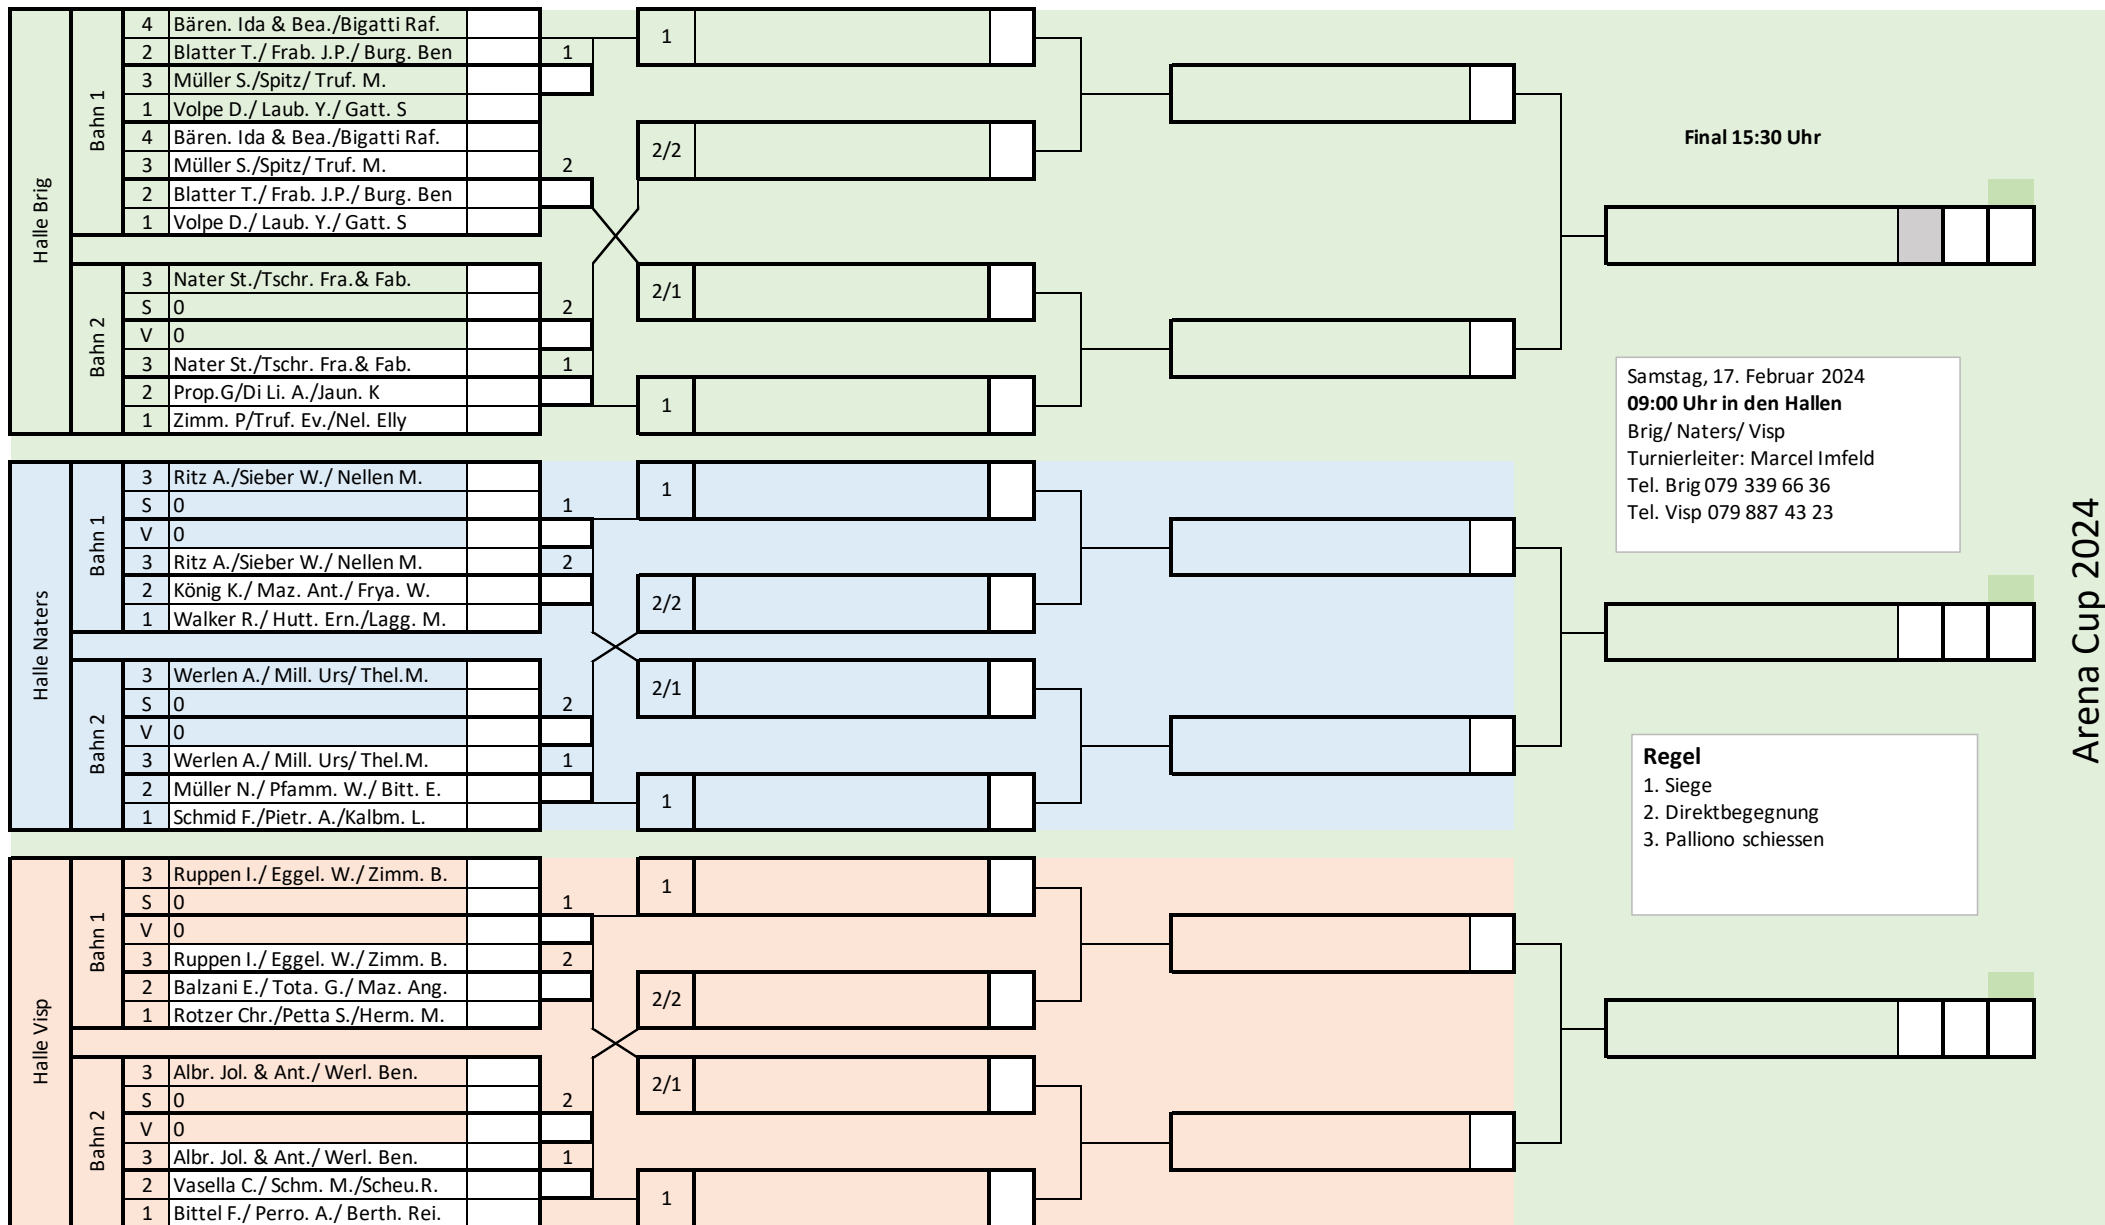 Halle Brig
Bahn 1
4 Bären. Ida & Bea./Bigatti Raf.
2 Blatter T./ Frab. J.P./ Burg. Ben 1
3 Müller S./Spitz/ Truf. M.
1 Volpe D./ Laub. Y./ Gatt. S
4 Bären. Ida & Bea./Bigatti Raf.
3 Müller S./Spitz/ Truf. M. 2
2 Blatter T./ Frab. J.P./ Burg. Ben
1 Volpe D./ Laub. Y./ Gatt. S
Bahn 2
3 Nater St./Tschr. Fra.& Fab.
S 0 2
V 0
3 Nater St./Tschr. Fra.& Fab. 1
2 Prop.G/Di Li. A./Jaun. K
1 Zimm. P/Truf. Ev./Nel. Elly
1
2/2
2/1
1
Halle Naters
Bahn 1
3 Ritz A./Sieber W./ Nellen M.
S 0 1
V 0
3 Ritz A./Sieber W./ Nellen M. 2
2 König K./ Maz. Ant./ Frya. W.
1 Walker R./ Hutt. Ern./Lagg. M.
Bahn 2
3 Werlen A./ Mill. Urs/ Thel.M.
S 0 2
V 0
3 Werlen A./ Mill. Urs/ Thel.M. 1
2 Müller N./ Pfamm. W./ Bitt. E.
1 Schmid F./Pietr. A./Kalbm. L.
1
2/2
2/1
1
Halle Visp
Bahn 1
3 Ruppen I./ Eggel. W./ Zimm. B.
S 0 1
V 0
3 Ruppen I./ Eggel. W./ Zimm. B. 2
2 Balzani E./ Tota. G./ Maz. Ang.
1 Rotzer Chr./Petta S./Herm. M.
Bahn 2
3 Albr. Jol. & Ant./ Werl. Ben.
S 0 2
V 0
3 Albr. Jol. & Ant./ Werl. Ben. 1
2 Vasella C./ Schm. M./Scheu.R.
1 Bittel F./ Perro. A./ Berth. Rei.
1
2/2
2/1
1
Final 15:30 Uhr
Samstag, 17. Februar 2024
09:00 Uhr in den Hallen
Brig/ Naters/ Visp
Turnierleiter: Marcel Imfeld
Tel. Brig 079 339 66 36
Tel. Visp 079 887 43 23
Regel
1. Siege
2. Direktbegegnung
3. Palliono schiessen
Arena Cup 2024